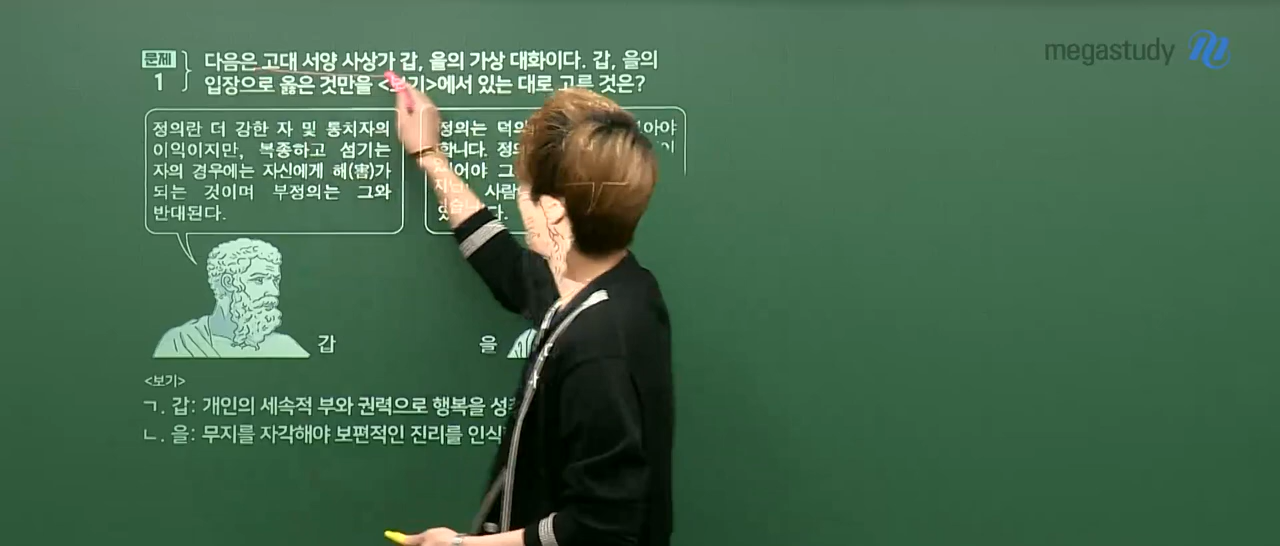 megastudy
문제
1
다음은 고대 서양 사상가 갑, 을의 가상 대화이다. 갑, 을의
입장으로 옳은 것만을 <보기>에서 있는 대로 고른 것은?
정의란 더 강한 자 및 통치자의
이익이지만, 복종하고 섬기는
자의 경우에는 자신에게 해(害)가
되는 것이며 부정의는 그와
반대된다.
정의는 덕의
합니다. 정의
그
사람
갑
을
<보기>
ㄱ. 갑: 개인의 세속적 부와 권력으로 행복을
ㄴ. 을: 무지를 자각해야 보편적인 진리를 인식